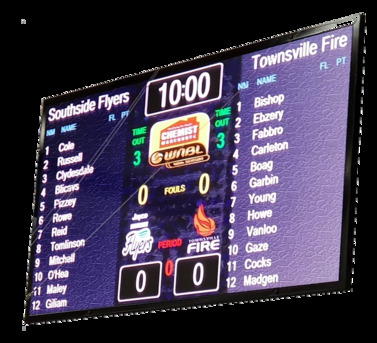 Southside Flyers
10:00
Townsville Fire
NM NAME FL PT
NM NAME FL PT
TIME OUT 3
CHEMIST WAREHOUSE
WNBL
TIME OUT 3
1 Cole
2 Russell
3 Clydesdale
4 Blicavs
5 Pizzey
6 Rowe
7 Reid
8 Tomlinson
9 Mitchell
10 O'Hea
11 Maley
12 Giliam
0 FOULS 0
Jayco
Flyers
PERIOD
0
TOWNSVILLE
FIRE
0
0
1 Bishop
2 Ebzery
3 Fabbro
4 Carleton
5 Boag
6 Garbin
7 Young
8 Howe
9 Vanloo
10 Gaze
11 Cocks
12 Madgen